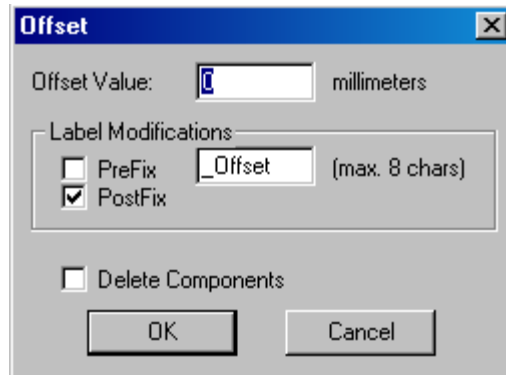 Offset
Offset Value: 0 millimeters
Label Modifications
PreFix _Offset (max. 8 chars)
PostFix
Delete Components
OK Cancel